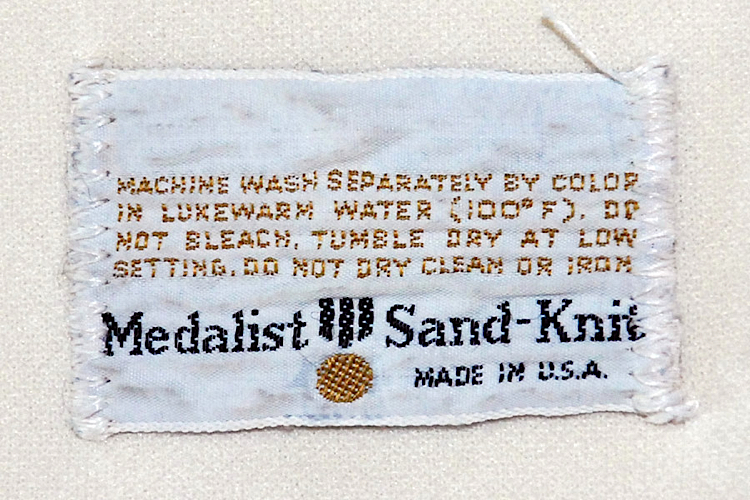 MACHINE WASH SEPARATELY BY COLOR
IN LUKEWARM WATER (100° F). DO
NOT BLEACH. TUMBLE DRY AT LOW
SETTING. DO NOT DRY CLEAN OR IRON
Medalist Sand-Knit
MADE IN U.S.A.